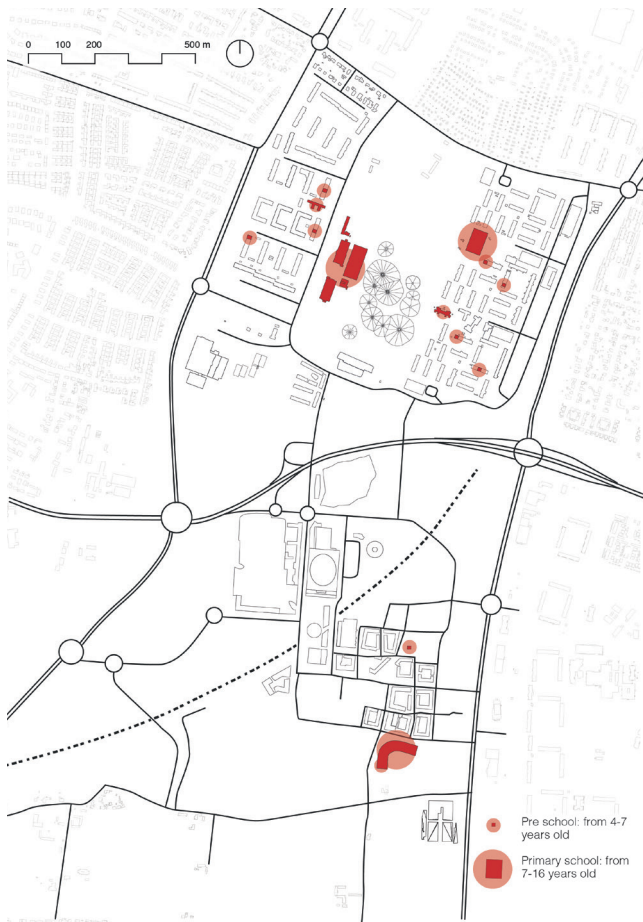 0 100 200 500 m
Pre school: from 4-7
years old
Primary school: from
7-16 years old